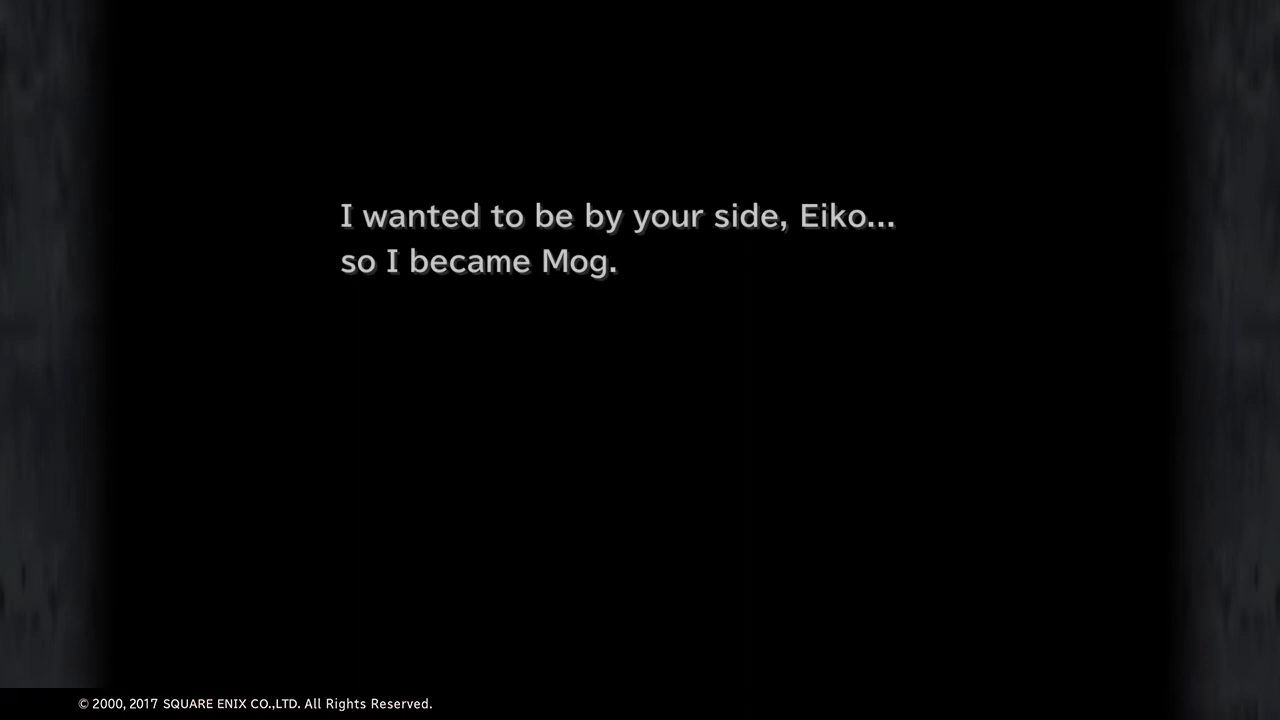 I wanted to be by your side, Eiko...
so I became Mog.
© 2000, 2017 SQUARE ENIX CO.,LTD. All Rights Reserved.